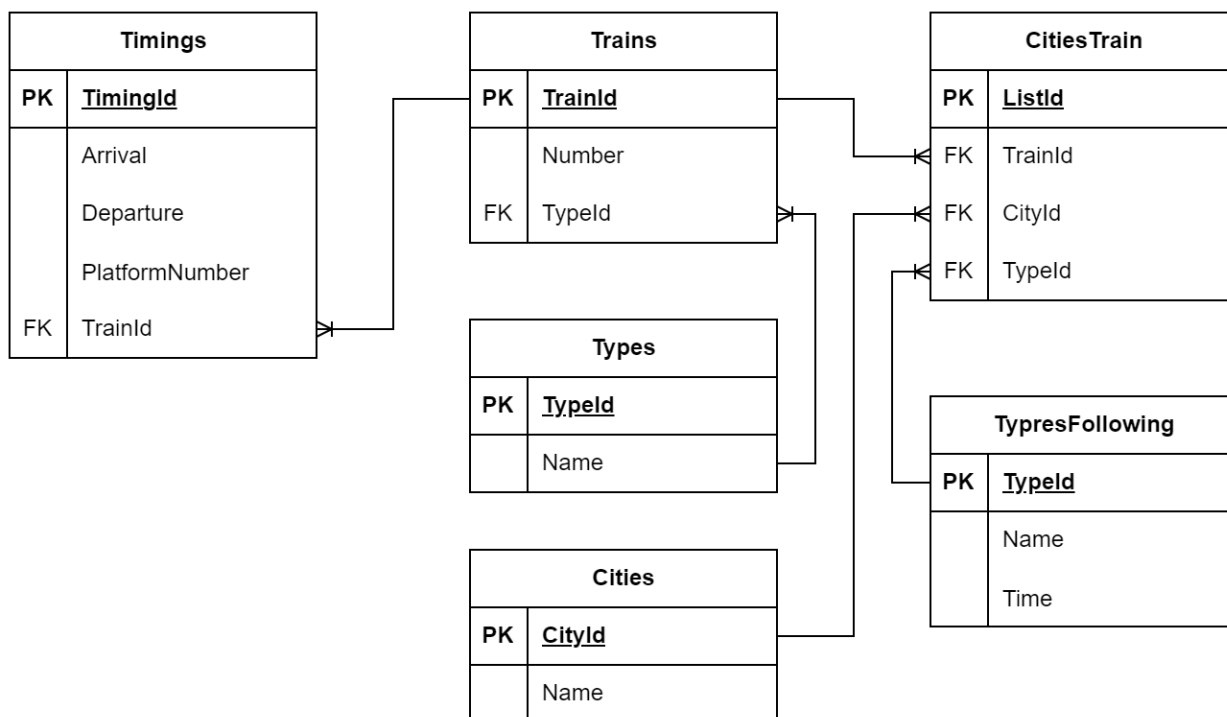 Timings
PK TimingId
Arrival
Departure
PlatformNumber
FK TrainId
Trains
PK TrainId
Number
FK TypeId
Types
PK TypeId
Name
Cities
PK CityId
Name
CitiesTrain
PK ListId
FK TrainId
FK CityId
FK TypeId
TypresFollowing
PK TypeId
Name
Time